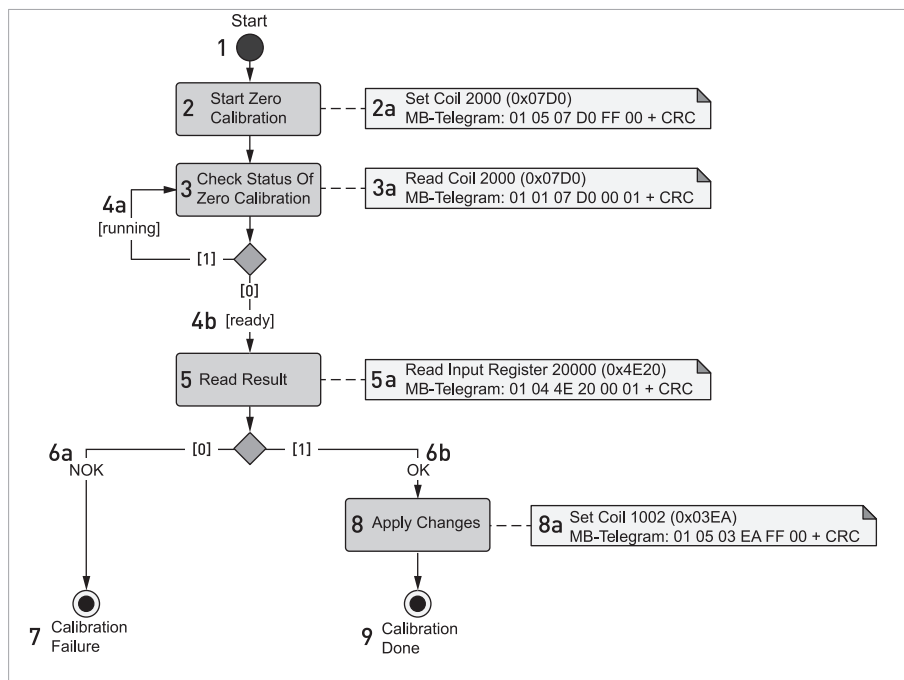 Start
1
2 Start Zero
Calibration
2a Set Coil 2000 (0x07D0)
MB-Telegram: 01 05 07 D0 FF 00 + CRC
3 Check Status Of
Zero Calibration
3a Read Coil 2000 (0x07D0)
MB-Telegram: 01 01 07 D0 00 01 + CRC
4a
[running]
[1]
[0]
4b [ready]
5 Read Result
5a Read Input Register 20000 (0x4E20)
MB-Telegram: 01 04 4E 20 00 01 + CRC
6a
NOK
[0]
[1]
6b
OK
8 Apply Changes
8a Set Coil 1002 (0x03EA)
MB-Telegram: 01 05 03 EA FF 00 + CRC
7 Calibration
Failure
9 Calibration
Done